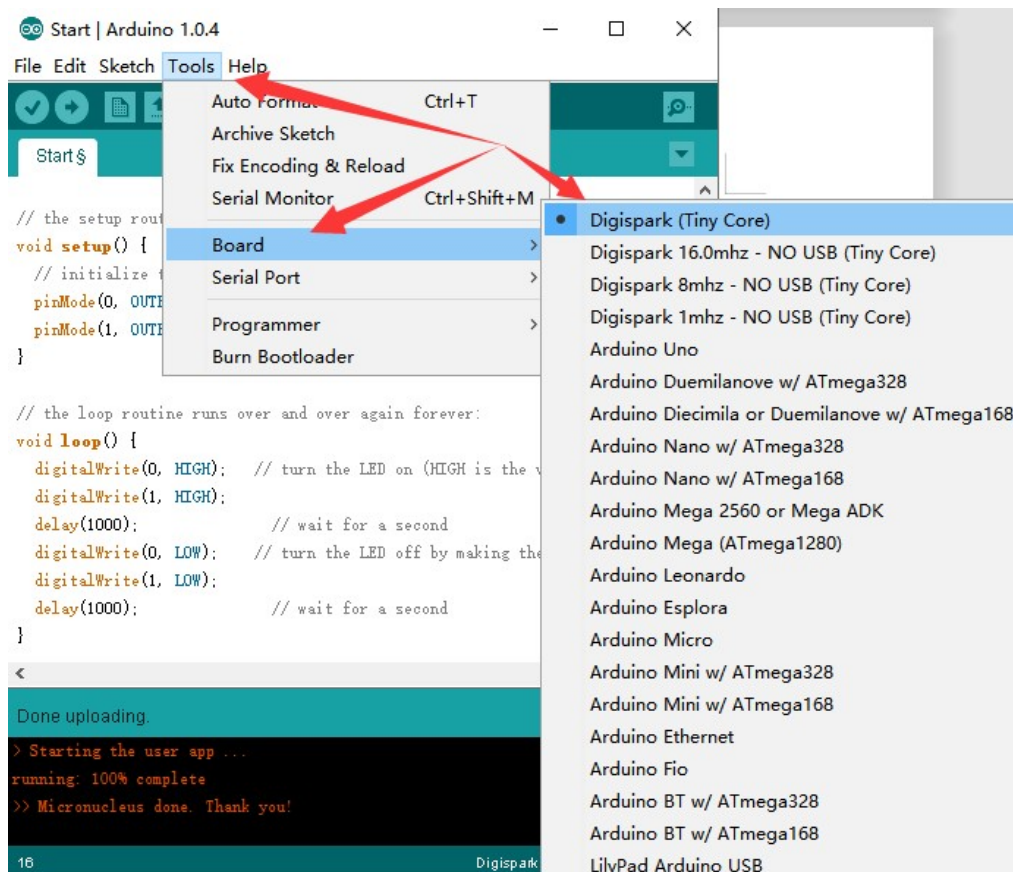 Start | Arduino 1.0.4
File Edit Sketch Tools Help
Start §
Auto Format Ctrl+T
Archive Sketch
Fix Encoding & Reload
Serial Monitor Ctrl+Shift+M
Board
Serial Port
Programmer
Burn Bootloader
Digispark (Tiny Core)
Digispark 16.0mhz - NO USB (Tiny Core)
Digispark 8mhz - NO USB (Tiny Core)
Digispark 1mhz - NO USB (Tiny Core)
Arduino Uno
Arduino Duemilanove w/ ATmega328
Arduino Diecimila or Duemilanove w/ ATmega168
Arduino Nano w/ ATmega328
Arduino Nano w/ ATmega168
Arduino Mega 2560 or Mega ADK
Arduino Mega (ATmega1280)
Arduino Leonardo
Arduino Esplora
Arduino Micro
Arduino Mini w/ ATmega328
Arduino Mini w/ ATmega168
Arduino Ethernet
Arduino Fio
Arduino BT w/ ATmega328
Arduino BT w/ ATmega168
LilyPad Arduino USB
// the setup rout
void setup() {
// initialize
pinMode(0, OUTP
pinMode(1, OUTP
}
// the loop routine runs over and over again forever:
void loop() {
digitalWrite(0, HIGH); // turn the LED on (HIGH is the
digitalWrite(1, HIGH);
delay(1000); // wait for a second
digitalWrite(0, LOW); // turn the LED off by making the
digitalWrite(1, LOW);
delay(1000); // wait for a second
}
Done uploading.
> Starting the user app ...
running: 100% complete
>> Micronucleus done. Thank you!
16 Digispark